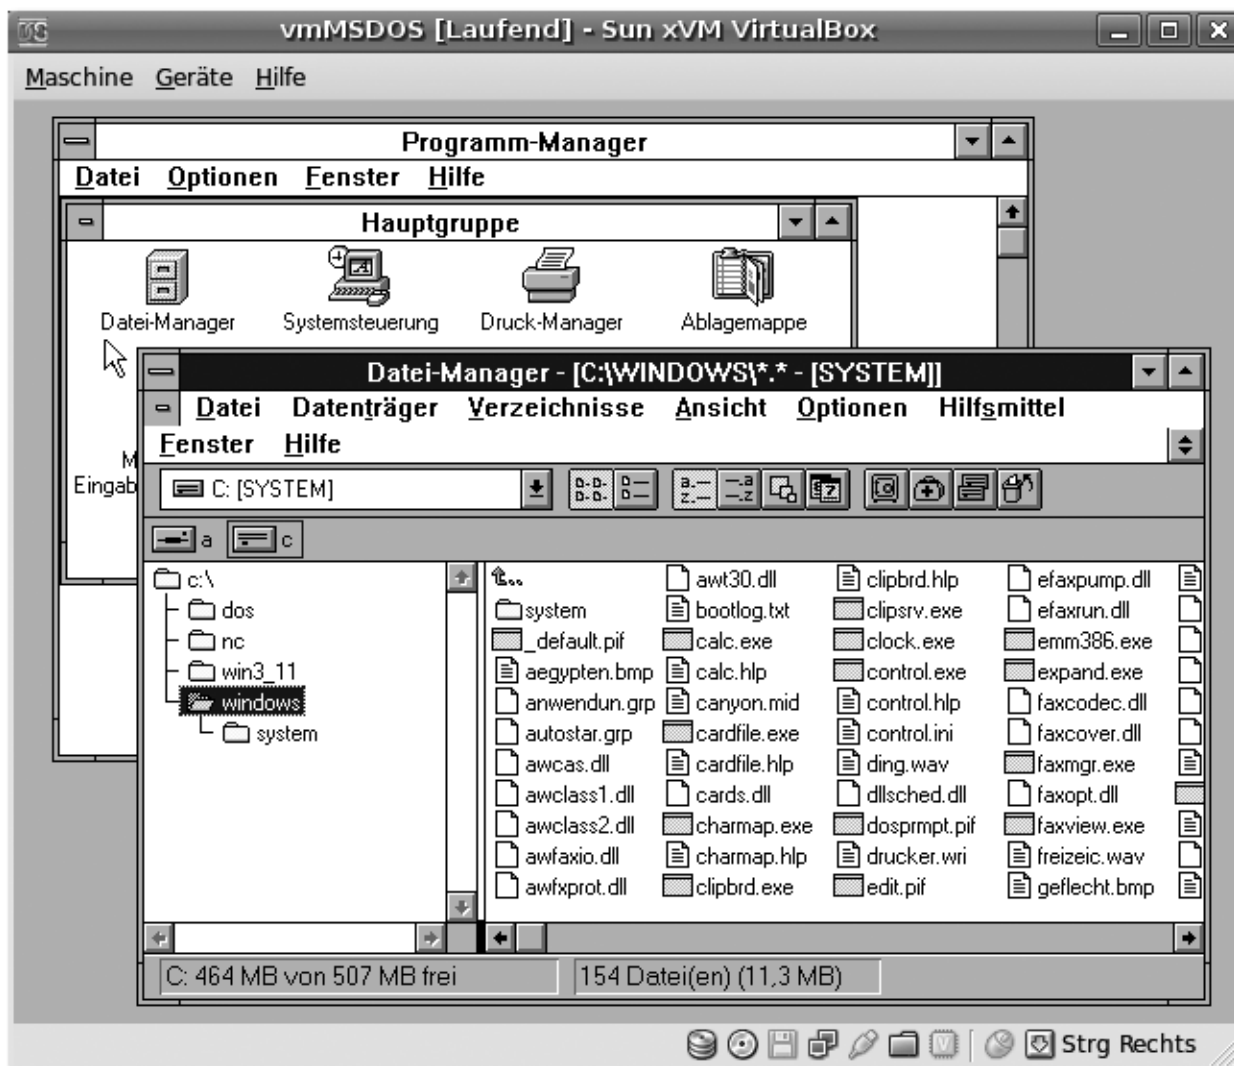 vmMSDOS [Laufend] - Sun xVM VirtualBox
Maschine Geräte Hilfe
Programm-Manager
Datei Optionen Fenster Hilfe
Hauptgruppe
Datei-Manager Systemsteuerung Druck-Manager Ablagemappe
M
Eingab
Datei-Manager - [C:\WINDOWS\*.* - [SYSTEM]]
Datei Datenträger Verzeichnisse Ansicht Optionen Hilfsmittel
Fenster Hilfe
C: [SYSTEM]
a c
c:\
dos
nc
win3_11
windows
system
system
_default.pif
aegypten.bmp
anwendun.grp
autostar.grp
awcas.dll
awclass1.dll
awclass2.dll
awfaxio.dll
awfxprot.dll
awt30.dll
bootlog.txt
calc.exe
calc.hlp
canyon.mid
cardfile.exe
cardfile.hlp
cards.dll
charmap.exe
charmap.hlp
clipbrd.exe
clipbrd.hlp
clipsrv.exe
clock.exe
control.exe
control.hlp
control.ini
ding.wav
dllsched.dll
dosprmpt.pif
drucker.wri
edit.pif
efaxpump.dll
efaxrun.dll
emm386.exe
expand.exe
faxcodec.dll
faxcover.dll
faxmgr.exe
faxopt.dll
faxview.exe
freizeic.wav
geflecht.bmp
C: 464 MB von 507 MB frei
154 Datei(en) (11,3 MB)
Strg Rechts